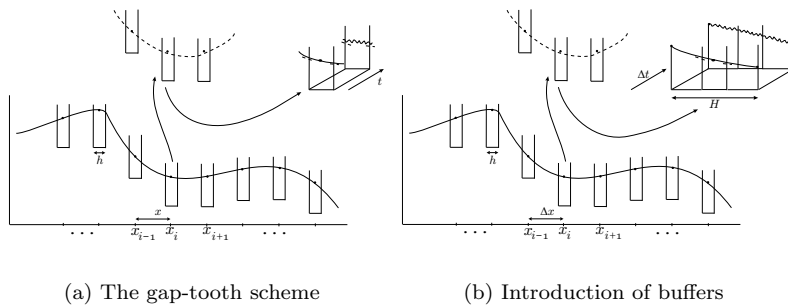 t
Δt
H
h
h
x
Δx
... x_{i-1} x_i x_{i+1} ...
... x_{i-1} x_i x_{i+1} ...
(a) The gap-tooth scheme
(b) Introduction of buffers